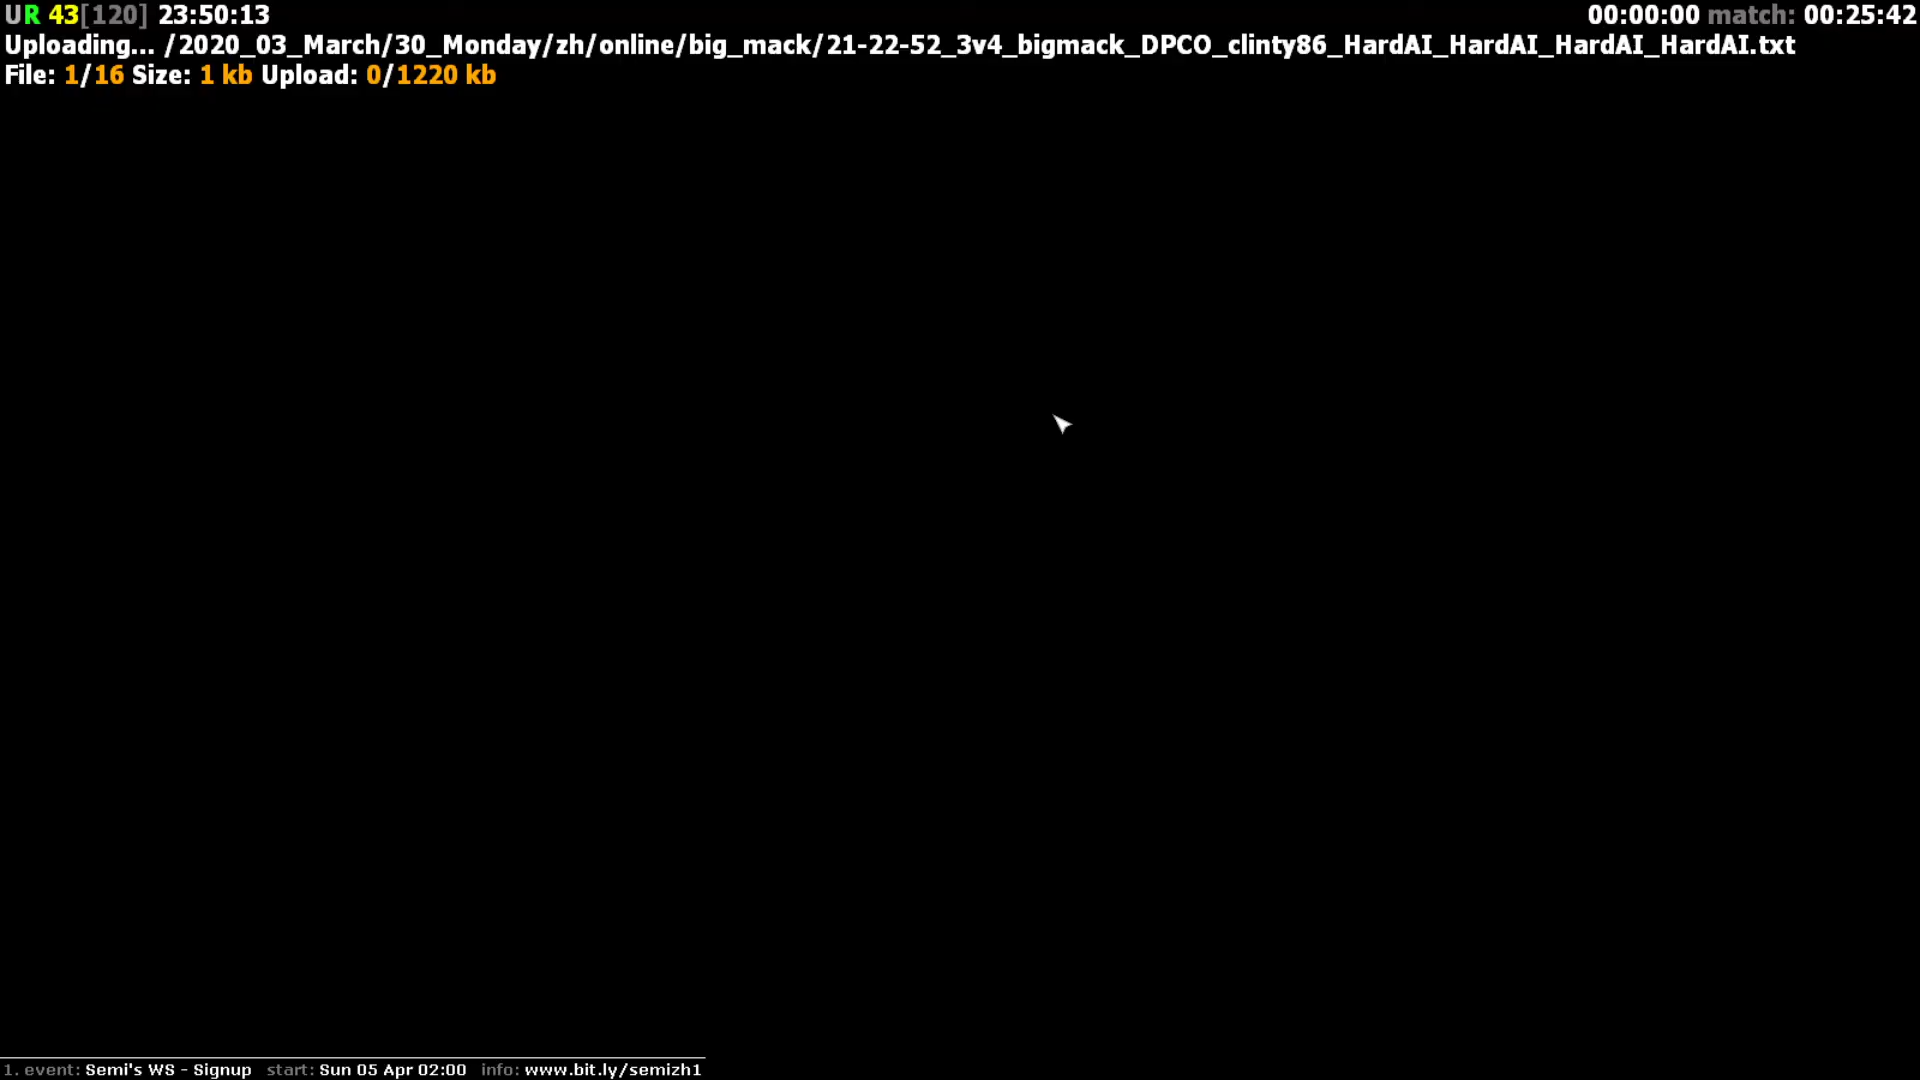 UR 43[120] 23:50:13 00:00:00 match: 00:25:42
Uploading... /2020_03_March/30_Monday/zh/online/big_mack/21-22-52_3v4_bigmack_DPCO_clinty86_HardAI_HardAI_HardAI_HardAI.txt
File: 1/16 Size: 1 kb Upload: 0/1220 kb
1. event: Semi's WS - Signup start: Sun 05 Apr 02:00 info: www.bit.ly/semizh1